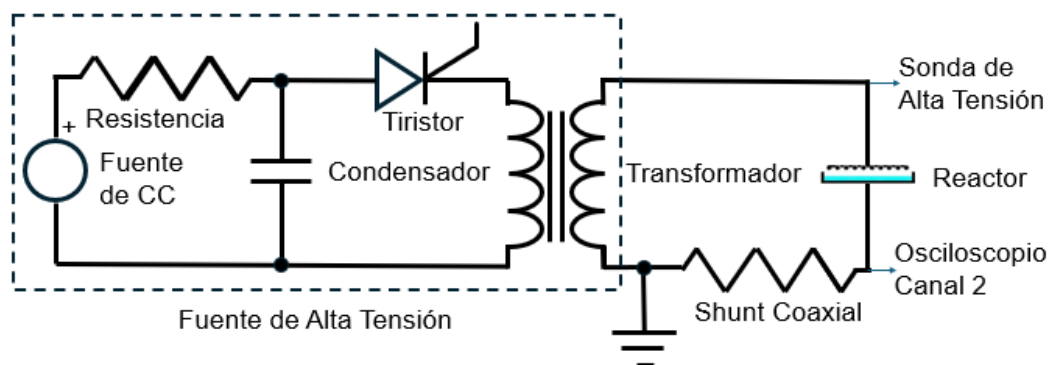 Sonda de
Alta Tensión
+
Resistencia
Tiristor
Fuente
de CC
Condensador
Transformador
Reactor
Osciloscopio
Canal 2
Shunt Coaxial
Fuente de Alta Tensión